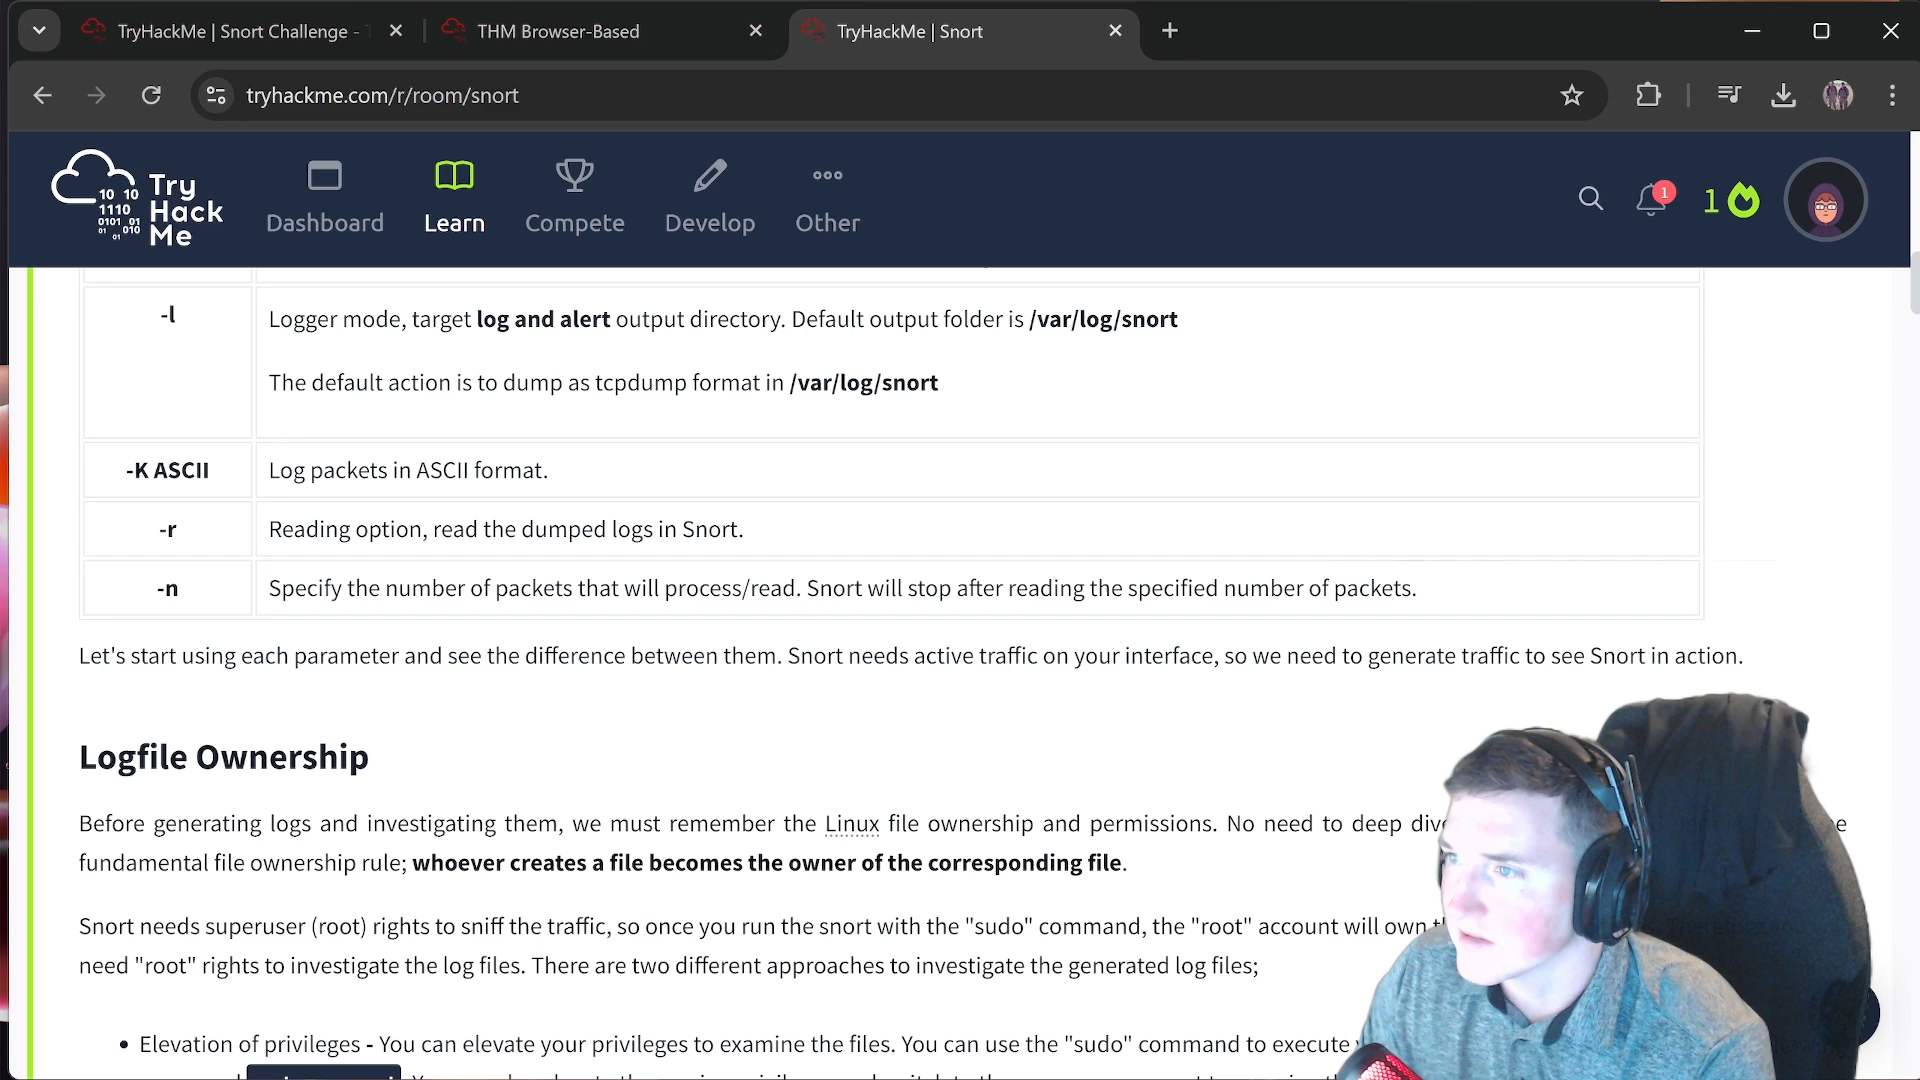 TryHackMe | Snort Challenge -
THM Browser-Based
TryHackMe | Snort
tryhackme.com/r/room/snort
10 10
1110
0101 01
01 010
01
Try
Hack
Me
Dashboard
Learn
Compete
Develop
Other
1
1
-l
Logger mode, target log and alert output directory. Default output folder is /var/log/snort
The default action is to dump as tcpdump format in /var/log/snort
-K ASCII
Log packets in ASCII format.
-r
Reading option, read the dumped logs in Snort.
-n
Specify the number of packets that will process/read. Snort will stop after reading the specified number of packets.
Let's start using each parameter and see the difference between them. Snort needs active traffic on your interface, so we need to generate traffic to see Snort in action.
Logfile Ownership
Before generating logs and investigating them, we must remember the Linux file ownership and permissions. No need to deep
fundamental file ownership rule; whoever creates a file becomes the owner of the corresponding file.
Snort needs superuser (root) rights to sniff the traffic, so once you run the snort with the "sudo" command, the "root" account will own
need "root" rights to investigate the log files. There are two different approaches to investigate the generated log files;
• Elevation of privileges - You can elevate your privileges to examine the files. You can use the "sudo" command to execute